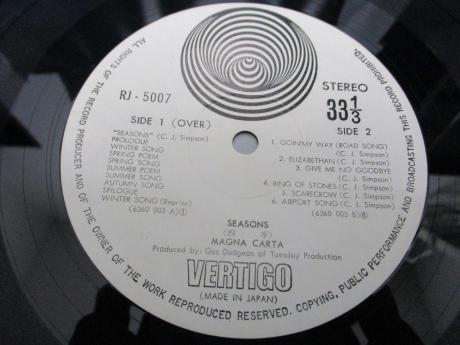 ALL RIGHTS OF THE RECORD PRODUCER AND OF THE OWNER OF THE WORK REPRODUCED RESERVED. COPYING, PUBLIC PERFORMANCE AND BROADCASTING THIS RECORD PROHIBITED.
RJ - 5007
STEREO
33 1/3
SIDE 1 (OVER)
"SEASONS" (C. J. Simpson)
PROLOGUE
WINTER SONG
SPRING POEM
SPRING SONG
SUMMER POEM
SUMMER SONG
AUTUMN SONG
SPILOGUE
WINTER SONG (Reprise)
(6360 003 A)①
SIDE 2
1. GOIN'MY WAY (ROAD SONG)
(C. J. Simpson)
2. ELIZABETHAN (C. J. Simpson)
3. GIVE ME NO GOODBYE
(C. J. Simpson)
4. RING OF STONES (C. J. Simpson)
5. SCARECROW (C. J. Simpson)
6. AIRPORT SONG (C. J. Simpson)
(6360 003 B)⑥
SEASONS
(四 季)
MAGNA CARTA
Produced by: Gus Dudgeon of Tuesday Production
VERTIGO
(MADE IN JAPAN)